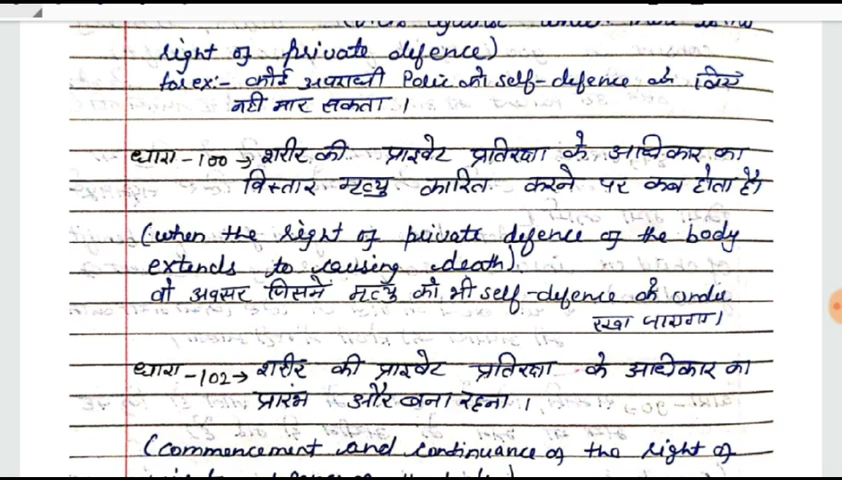 right of private defence)
for ex:- कोई अपराधी Police को self-defence के लिए
नही मार सकता ।
धारा-100 → शरीर की प्राइवेट प्रतिरक्षा के अधिकार का
विस्तार मृत्यु कारित करने पर कब होता है।
(when the right of private defence of the body
extends to causing death)
वो अवसर जिसमे मृत्यु को भी self-defence के
रखा जाएगा।
धारा-102 → शरीर की प्राइवेट प्रतिरक्षा के अधिकार का
प्रारंभ और बना रहना ।
(commencement and continuance of the right of